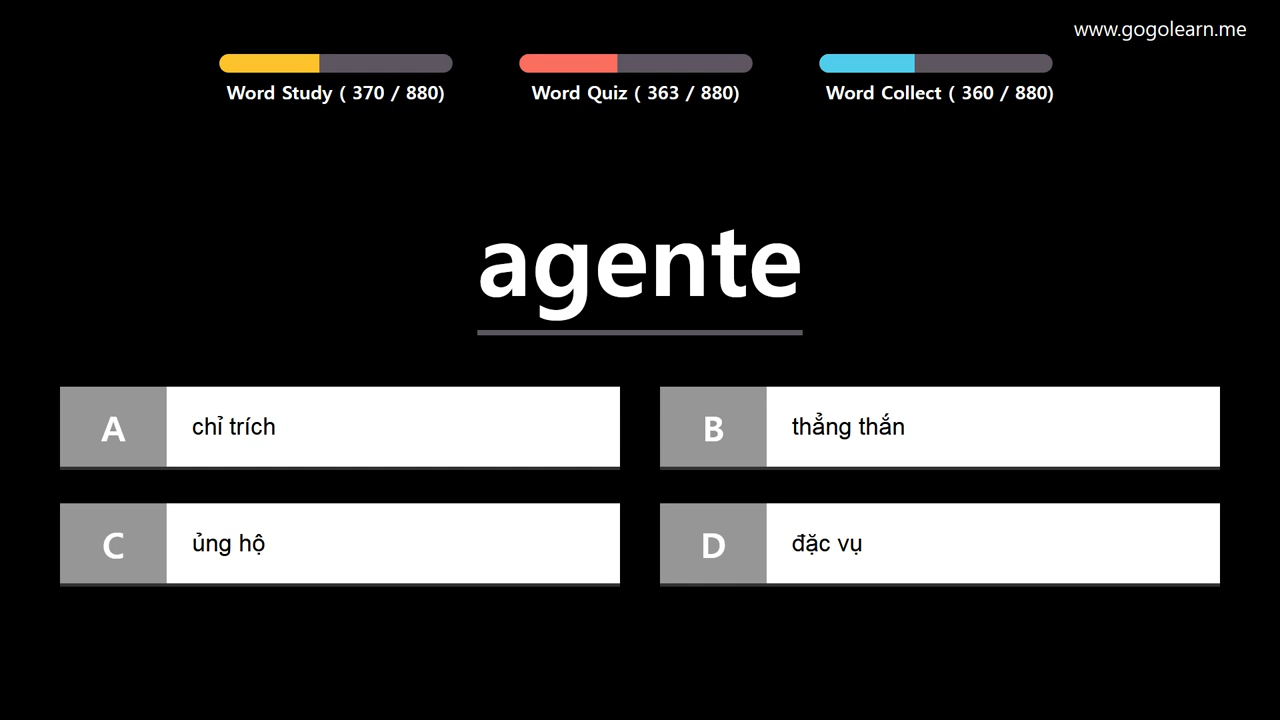 www.gogolearn.me
Word Study ( 370 / 880)
Word Quiz ( 363 / 880)
Word Collect ( 360 / 880)
agente
A chỉ trích
B thẳng thắn
C ủng hộ
D đặc vụ